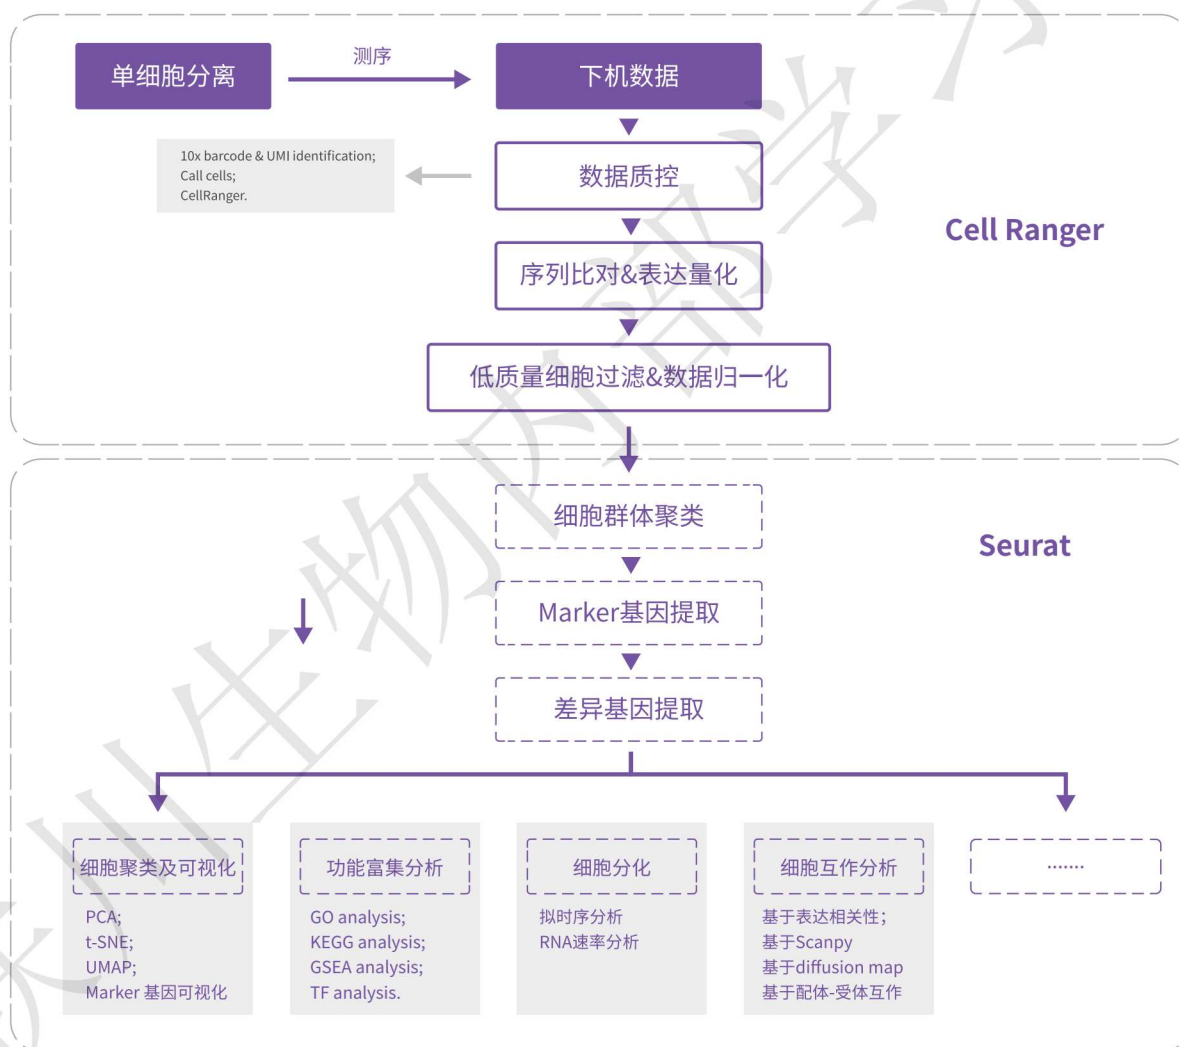 单细胞分离
测序
下机数据
10x barcode & UMI identification;
Call cells;
CellRanger.
数据质控
Cell Ranger
序列比对&表达量化
低质量细胞过滤&数据归一化
细胞群体聚类
Seurat
Marker基因提取
差异基因提取
细胞聚类及可视化
PCA;
t-SNE;
UMAP;
Marker 基因可视化
功能富集分析
GO analysis;
KEGG analysis;
GSEA analysis;
TF analysis.
细胞分化
拟时序分析
RNA速率分析
细胞互作分析
基于表达相关性；
基于Scanpy
基于diffusion map
基于配体-受体互作
.......
川生物内部学习